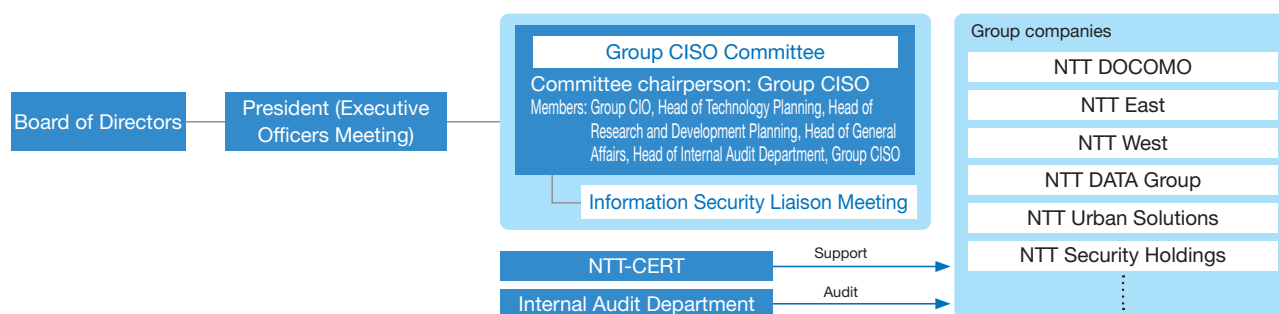 Board of Directors
President (Executive
Officers Meeting)
Group CISO Committee
Committee chairperson: Group CISO
Members: Group CIO, Head of Technology Planning, Head of
Research and Development Planning, Head of General
Affairs, Head of Internal Audit Department, Group CISO
Information Security Liaison Meeting
NTT-CERT
Support
Internal Audit Department
Audit
Group companies
NTT DOCOMO
NTT East
NTT West
NTT DATA Group
NTT Urban Solutions
NTT Security Holdings